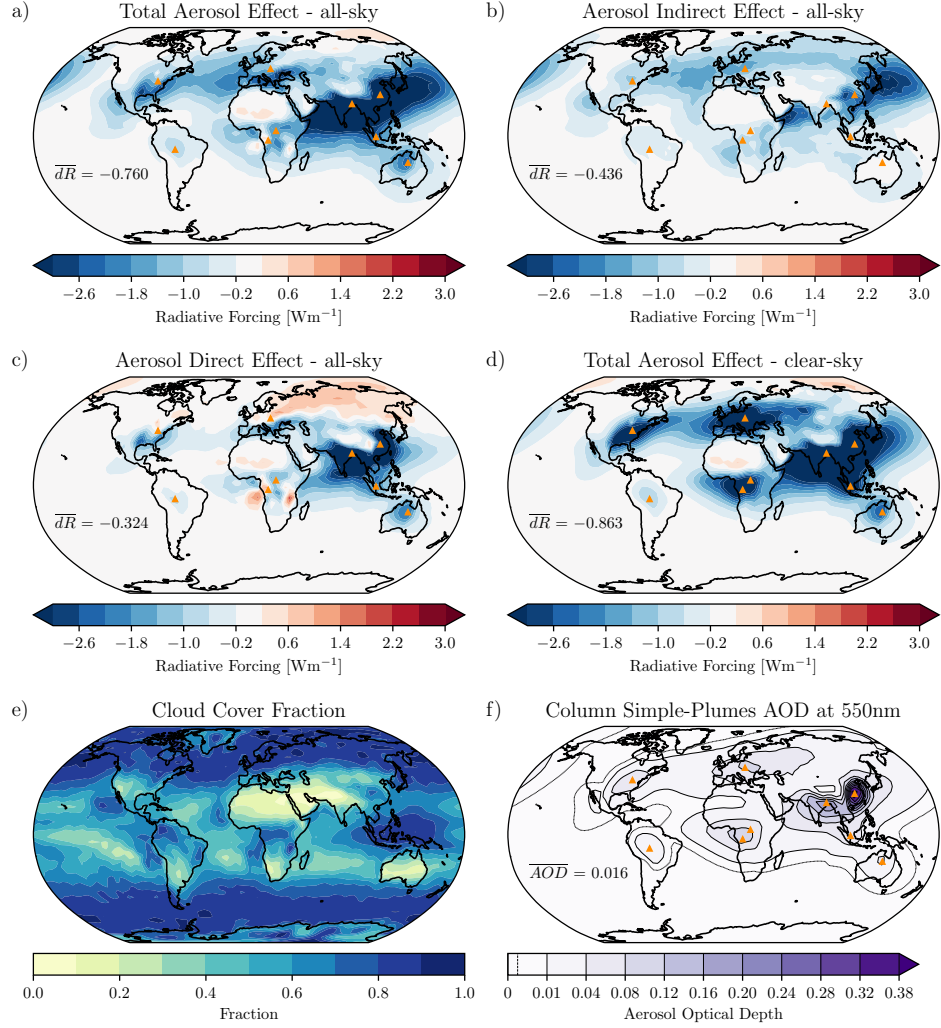 a) Total Aerosol Effect - all-sky
dR = −0.760
−2.6 −1.8 −1.0 −0.2 0.6 1.4 2.2 3.0
Radiative Forcing [Wm⁻¹]
b) Aerosol Indirect Effect - all-sky
dR = −0.436
−2.6 −1.8 −1.0 −0.2 0.6 1.4 2.2 3.0
Radiative Forcing [Wm⁻¹]
c) Aerosol Direct Effect - all-sky
dR = −0.324
−2.6 −1.8 −1.0 −0.2 0.6 1.4 2.2 3.0
Radiative Forcing [Wm⁻¹]
d) Total Aerosol Effect - clear-sky
dR = −0.863
−2.6 −1.8 −1.0 −0.2 0.6 1.4 2.2 3.0
Radiative Forcing [Wm⁻¹]
e) Cloud Cover Fraction
0.0 0.2 0.4 0.6 0.8 1.0
Fraction
f) Column Simple-Plumes AOD at 550nm
AOD = 0.016
0 0.01 0.04 0.08 0.12 0.16 0.20 0.24 0.28 0.32 0.38
Aerosol Optical Depth